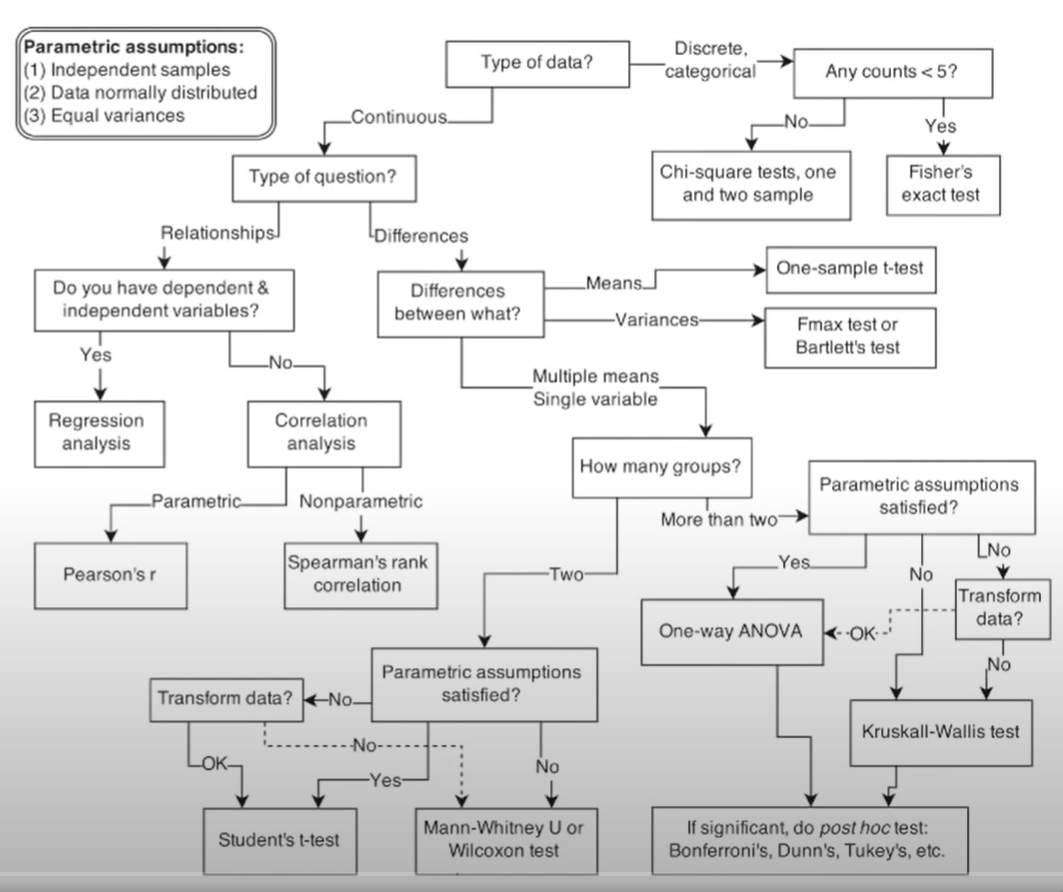 Parametric assumptions:
(1) Independent samples
(2) Data normally distributed
(3) Equal variances
Type of data?
Discrete,
categorical
Any counts < 5?
Continuous
No
Yes
Type of question?
Chi-square tests, one
and two sample
Fisher's
exact test
Relationships
Differences
Do you have dependent &
independent variables?
Differences
between what?
Means
One-sample t-test
Variances
Fmax test or
Bartlett's test
Yes
No
Multiple means
Single variable
Regression
analysis
Correlation
analysis
How many groups?
Parametric
Nonparametric
More than two
Parametric assumptions
satisfied?
Pearson's r
Spearman's rank
correlation
Two
Yes
No
No
Transform
data?
One-way ANOVA
OK
No
Parametric assumptions
satisfied?
Transform data?
No
Kruskall-Wallis test
OK
No
Yes
No
Student's t-test
Mann-Whitney U or
Wilcoxon test
If significant, do post hoc test:
Bonferroni's, Dunn's, Tukey's, etc.